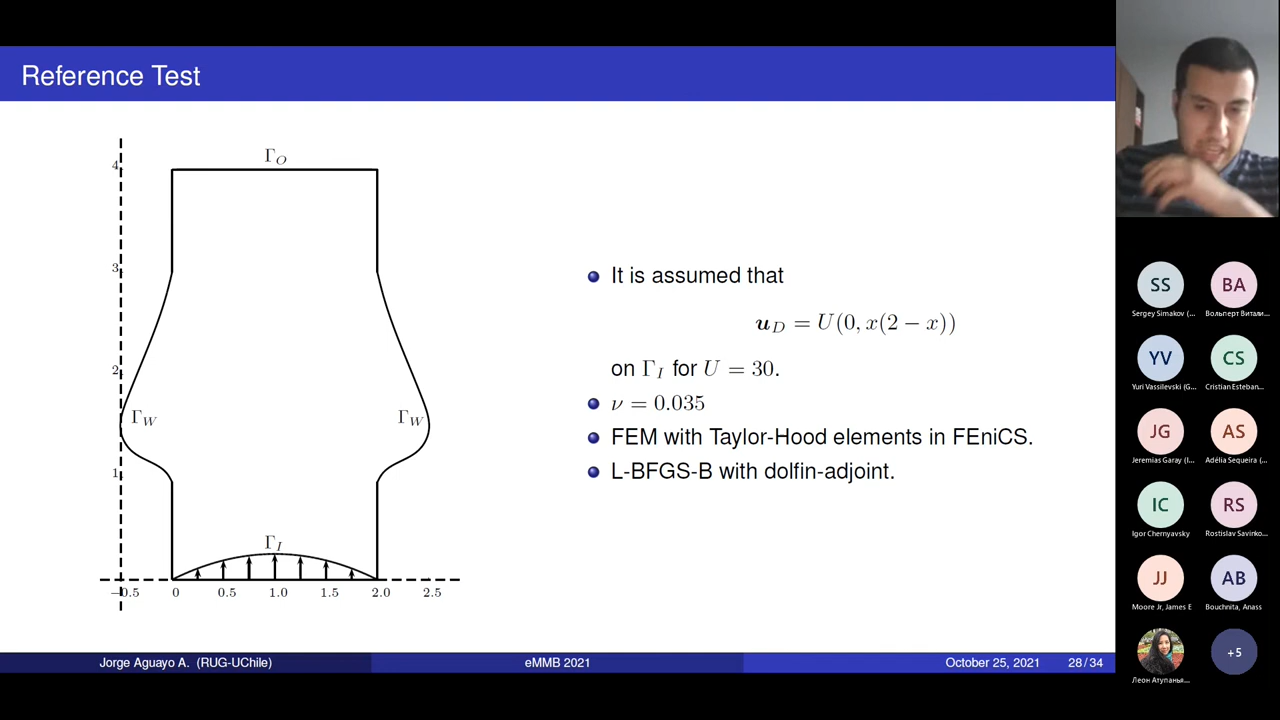 Reference Test
Γ_O
4
3
2
1
Γ_W
Γ_W
Γ_I
−0.5 0 0.5 1.0 1.5 2.0 2.5
It is assumed that
u_D = U(0, x(2 − x))
on Γ_I for U = 30.
ν = 0.035
FEM with Taylor-Hood elements in FEniCS.
L-BFGS-B with dolfin-adjoint.
Jorge Aguayo A. (RUG-UChile) eMMB 2021 October 25, 2021 28 / 34
SS BA
Sergey Simakov (... Вольперт Витали...
YV CS
Yuri Vassilevski (G... Cristian Esteban...
JG AS
Jeremias Garay (I... Adélia Sequeira (...
IC RS
Igor Chernyavsky Rostislav Savinko...
JJ AB
Moore Jr, James E Bouchnita, Anass
+5
Леон Атупанья...